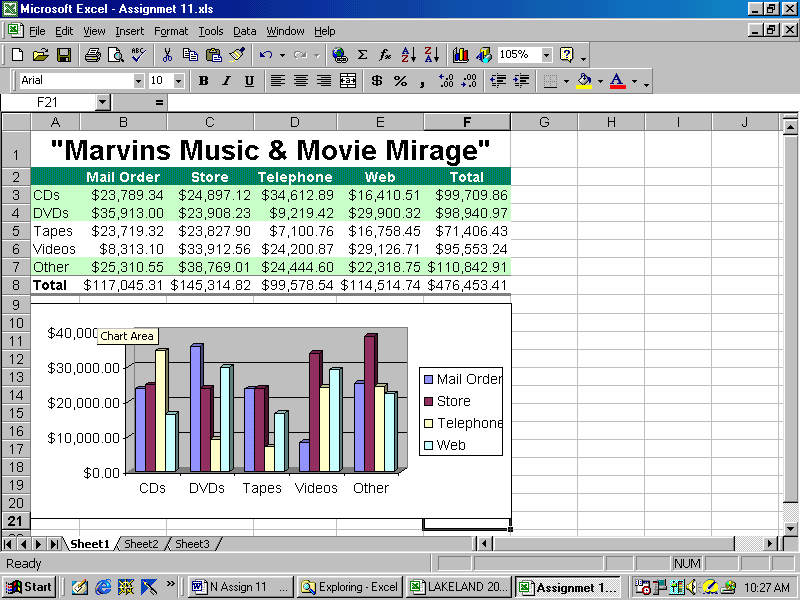 Microsoft Excel - Assignmet 11.xls
File Edit View Insert Format Tools Data Window Help
105%
Arial 10 B I U $ % ,
F21 =
A B C D E F G H I J
1 "Marvins Music & Movie Mirage"
2 Mail Order Store Telephone Web Total
3 CDs $23,789.34 $24,897.12 $34,612.89 $16,410.51 $99,709.86
4 DVDs $35,913.00 $23,908.23 $9,219.42 $29,900.32 $98,940.97
5 Tapes $23,719.32 $23,827.90 $7,100.76 $16,758.45 $71,406.43
6 Videos $8,313.10 $33,912.56 $24,200.87 $29,126.71 $95,553.24
7 Other $25,310.55 $38,769.01 $24,444.60 $22,318.75 $110,842.91
8 Total $117,045.31 $145,314.82 $99,578.54 $114,514.74 $476,453.41
9
10
11
12
13
14
15
16
17
18
19
20
21
$40,000
Chart Area
$30,000.00
$20,000.00
$10,000.00
$0.00
CDs DVDs Tapes Videos Other
Mail Order
Store
Telephone
Web
Sheet1 Sheet2 Sheet3
Ready NUM
Start N Assign 11 ... Exploring - Excel LAKELAND 20... Assignmet 1... 10:27 AM